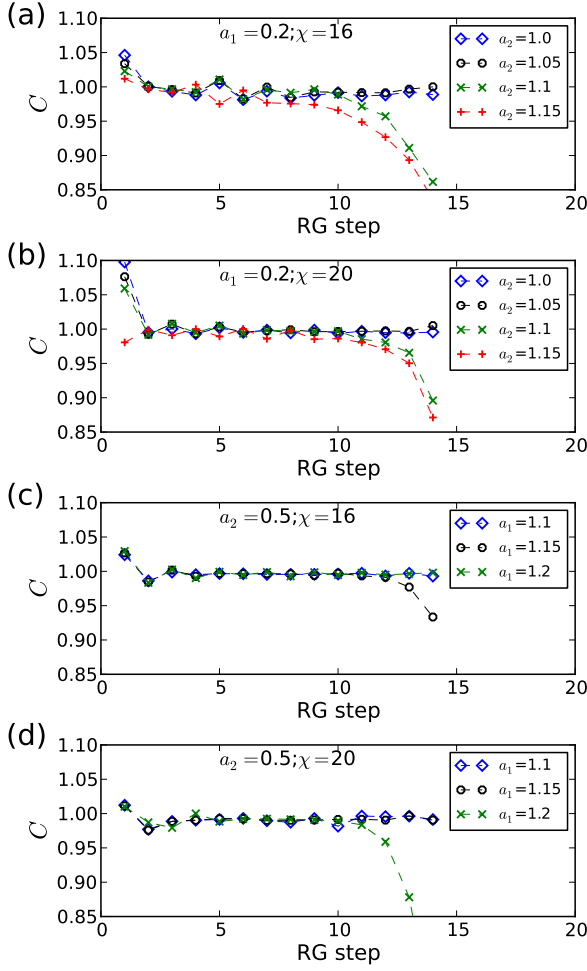 (a)
a₁=0.2;χ=16
1.10
1.05
1.00
0.95
0.90
0.85
C
0 5 10 15 20
RG step
a₂=1.0
a₂=1.05
a₂=1.1
a₂=1.15
(b)
a₁=0.2;χ=20
1.10
1.05
1.00
0.95
0.90
0.85
C
0 5 10 15 20
RG step
a₂=1.0
a₂=1.05
a₂=1.1
a₂=1.15
(c)
a₂=0.5;χ=16
1.10
1.05
1.00
0.95
0.90
0.85
C
0 5 10 15 20
RG step
a₁=1.1
a₁=1.15
a₁=1.2
(d)
a₂=0.5;χ=20
1.10
1.05
1.00
0.95
0.90
0.85
C
0 5 10 15 20
RG step
a₁=1.1
a₁=1.15
a₁=1.2